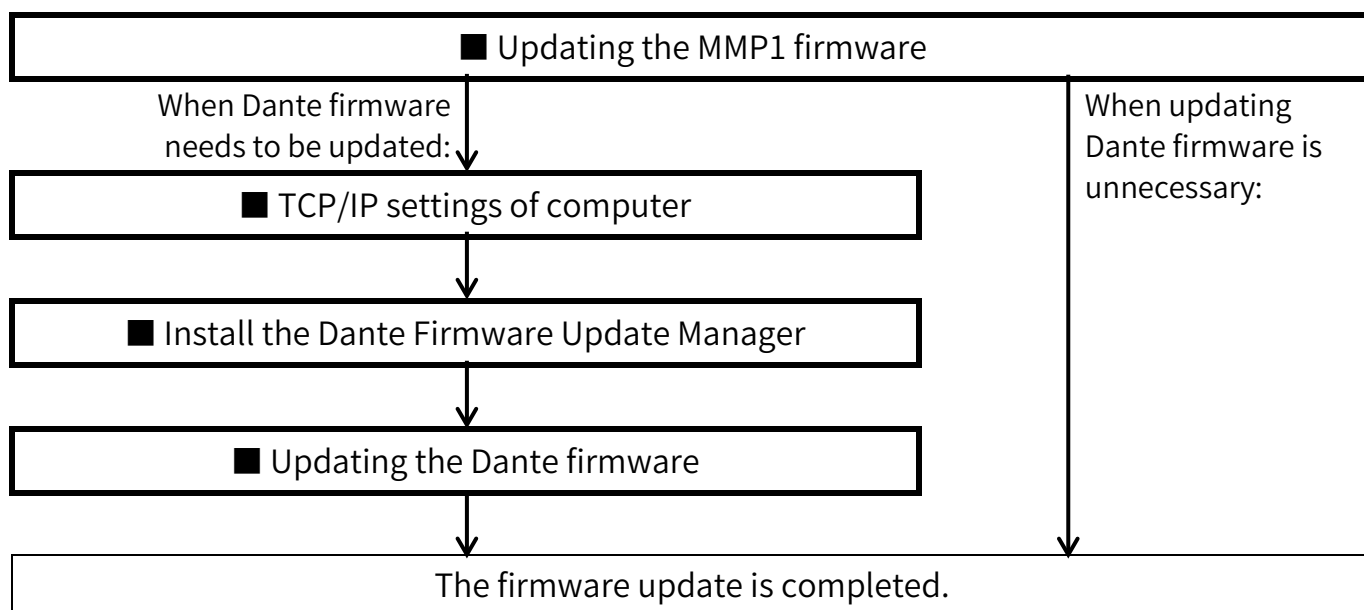 ■ Updating the MMP1 firmware
When Dante firmware
needs to be updated:
When updating
Dante firmware is
unnecessary:
■ TCP/IP settings of computer
■ Install the Dante Firmware Update Manager
■ Updating the Dante firmware
The firmware update is completed.